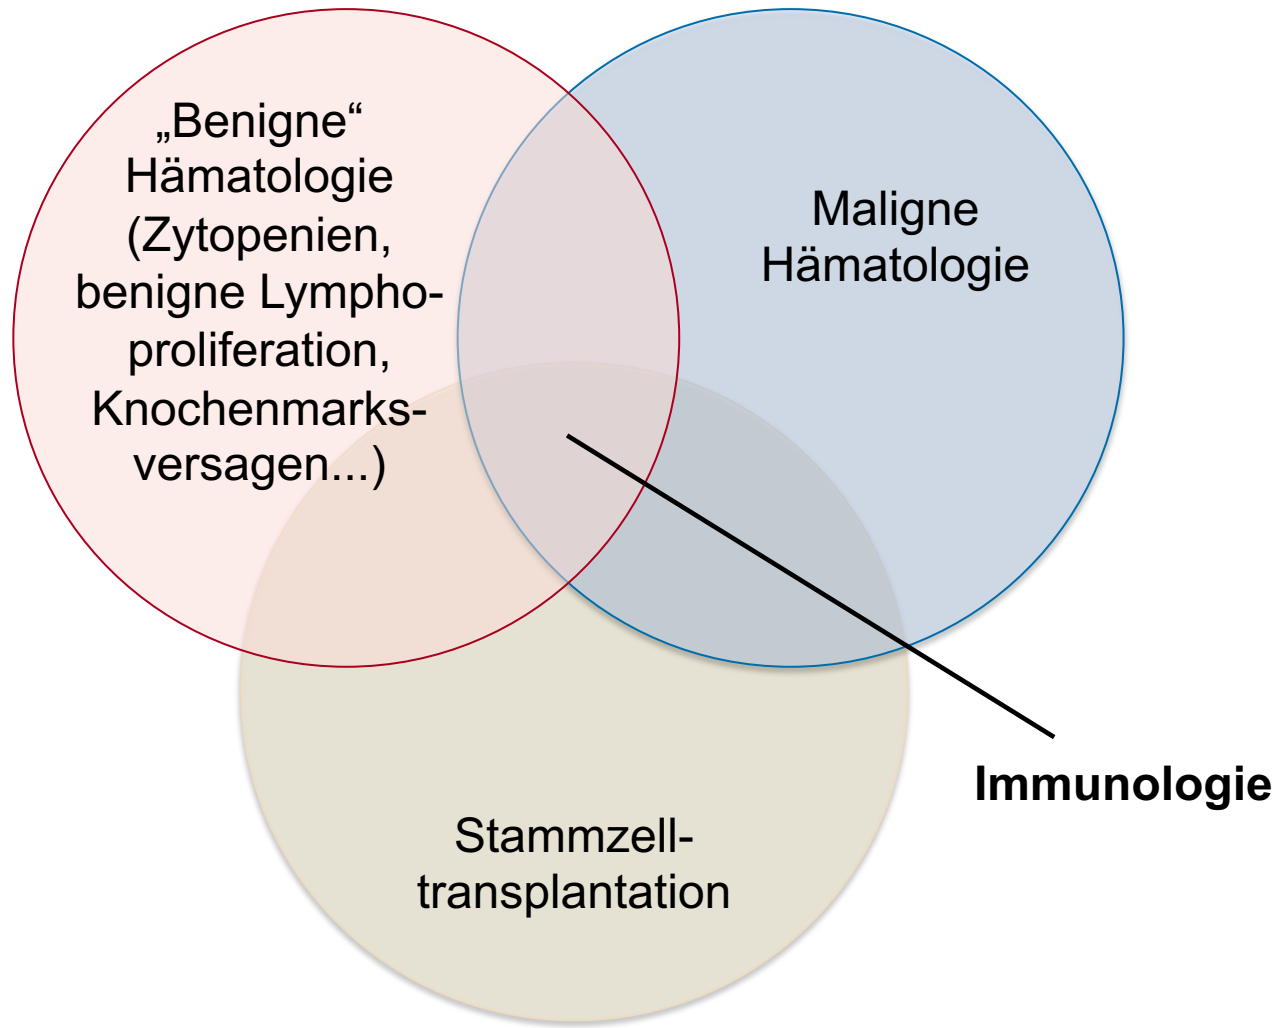 „Benigne“
Hämatologie
(Zytopenien,
benigne Lympho-
proliferation,
Knochenmarks-
versagen...)
Maligne
Hämatologie
Stammzell-
transplantation
Immunologie